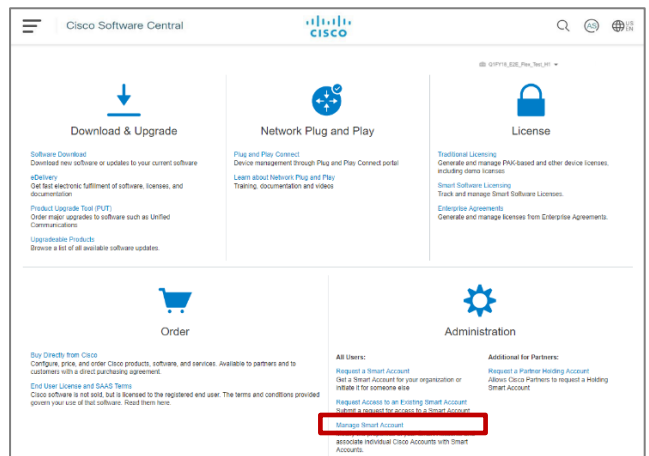 Cisco Software Central
CISCO
AS
US
EN
Download & Upgrade
Software Download
Download new software or updates to your current software
eDelivery
Get fast electronic fulfillment of software, licenses, and
documentation
Product Upgrade Tool (PUT)
Order major upgrades to software such as Unified
Communications
Upgradeable Products
Browse a list of all available software updates.
Network Plug and Play
Plug and Play Connect
Device management through Plug and Play Connect portal
Learn about Network Plug and Play
Training, documentation and videos
License
Traditional Licensing
Generate and manage PAK-based and other device licenses,
including demo licenses
Smart Software Licensing
Track and manage Smart Software Licenses.
Enterprise Agreements
Generate and manage licenses from Enterprise Agreements.
Order
Buy Directly from Cisco
Configure, price, and order Cisco products, software, and services. Available to partners and to
customers with a direct purchasing agreement.
End User License and SAAS Terms
Cisco software is not sold, but is licensed to the registered end user. The terms and conditions provided
govern your use of that software. Read them here.
Administration
All Users:
Request a Smart Account
Get a Smart Account for your organization or
initiate it for someone else
Request Access to an Existing Smart Account
Submit a request for access to a Smart Account
Manage Smart Account
associate individual Cisco Accounts with Smart
Accounts.
Additional for Partners:
Request a Partner Holding Account
Allows Cisco Partners to request a Holding
Smart Account